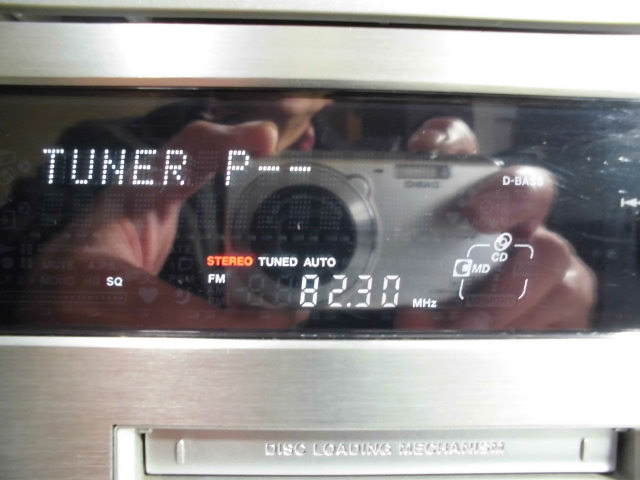 TUNER P--
D-BASS
STEREO TUNED AUTO
CD
MD
SQ
FM
82.30 MHz
DISC LOADING MECHANISM